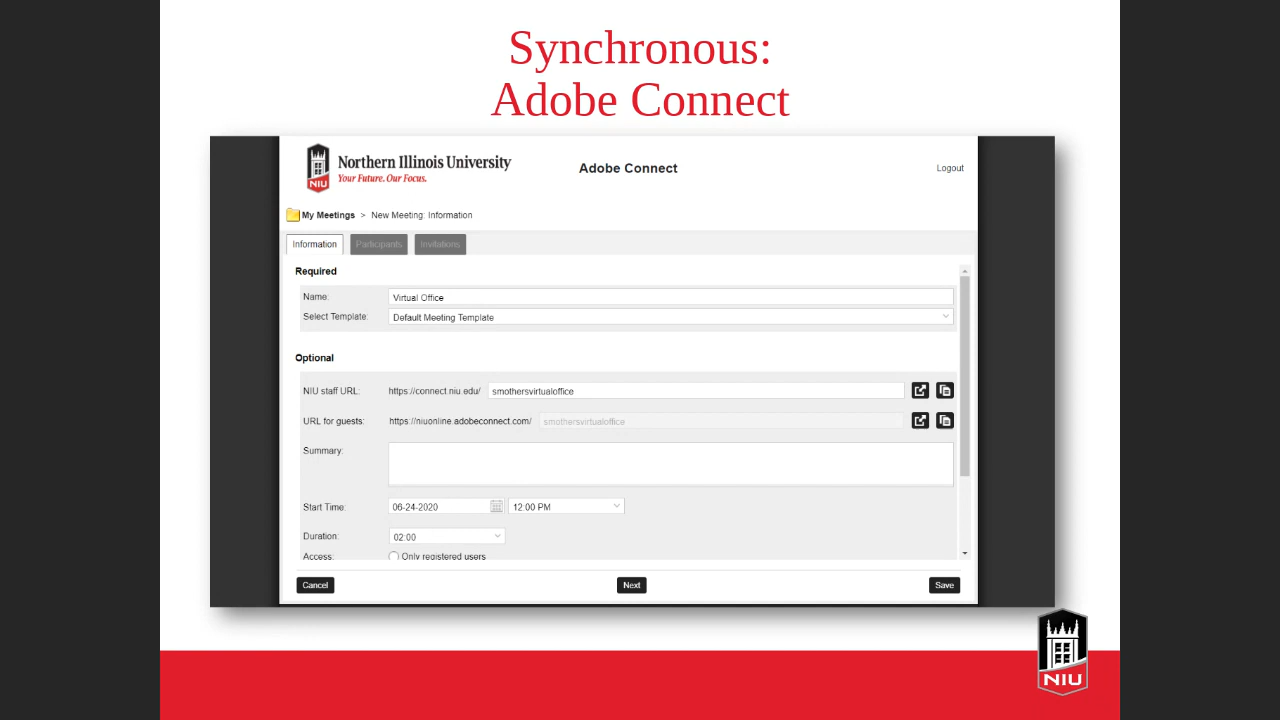 Synchronous:
Adobe Connect
NIU
Northern Illinois University
Your Future. Our Focus.
Adobe Connect
Logout
My Meetings > New Meeting: Information
Information Participants Invitations
Required
Name: Virtual Office
Select Template: Default Meeting Template
Optional
NIU staff URL: https://connect.niu.edu/ smothersvirtualoffice
URL for guests: https://niuonline.adobeconnect.com/ smothersvirtualoffice
Summary:
Start Time: 06-24-2020 12:00 PM
Duration: 02:00
Access: Only registered users
Cancel Next Save
NIU